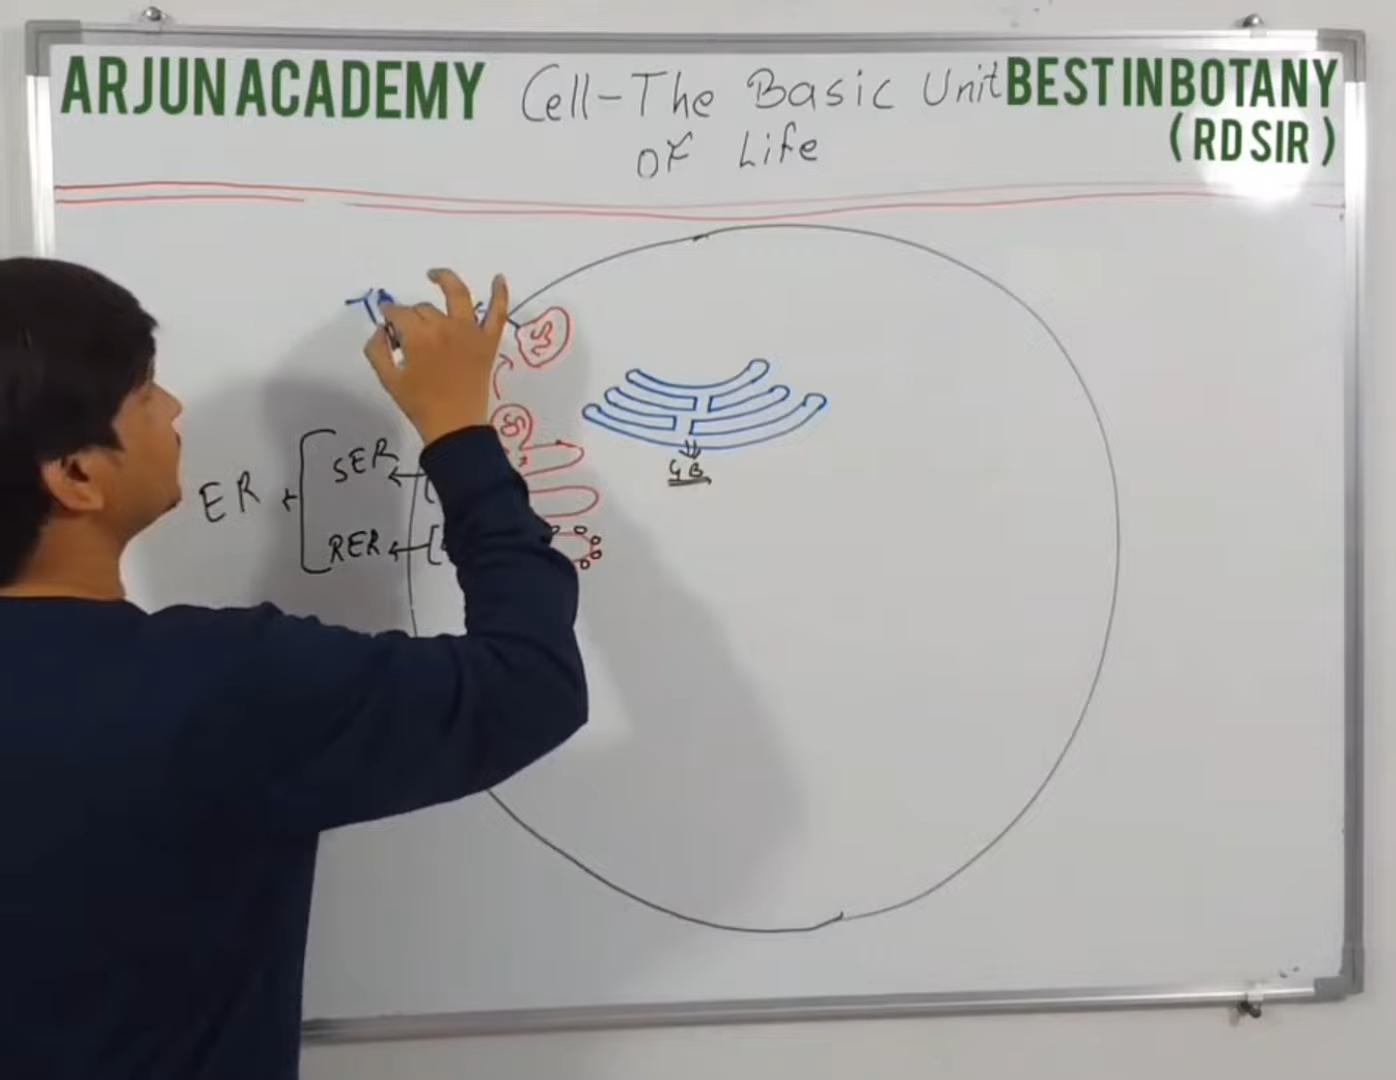 ARJUN ACADEMY
Cell-The Basic Unit
of Life
BEST IN BOTANY
( RD SIR )
SER
ER
RER
GB